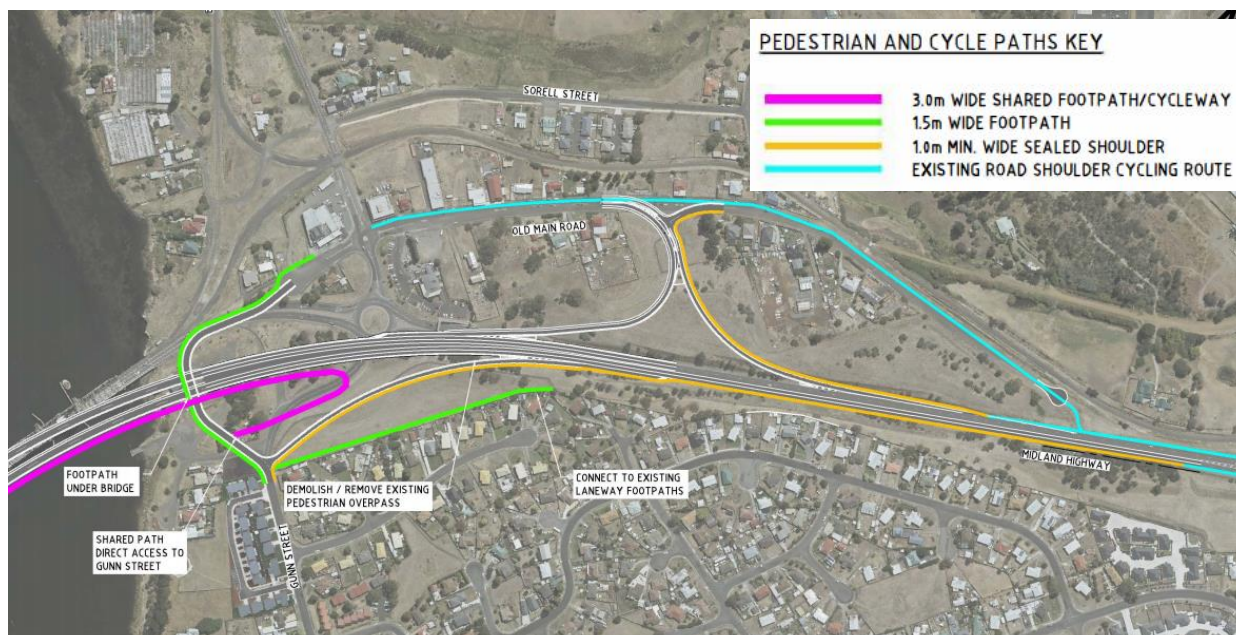 PEDESTRIAN AND CYCLE PATHS KEY
3.0m WIDE SHARED FOOTPATH/CYCLEWAY
1.5m WIDE FOOTPATH
1.0m MIN. WIDE SEALED SHOULDER
EXISTING ROAD SHOULDER CYCLING ROUTE
SORELL STREET
OLD MAIN ROAD
MIDLAND HIGHWAY
FOOTPATH
UNDER BRIDGE
DEMOLISH / REMOVE EXISTING
PEDESTRIAN OVERPASS
CONNECT TO EXISTING
LANEWAY FOOTPATHS
SHARED PATH
DIRECT ACCESS TO
GUNN STREET
GUNN STREET